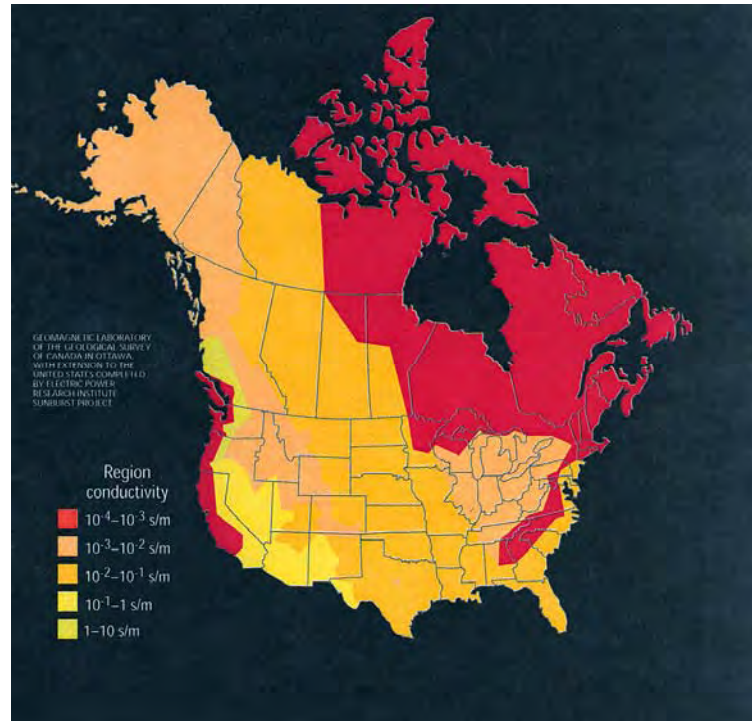 GEOMAGNETIC LABORATORY
OF THE GEOLOGICAL SURVEY
OF CANADA IN OTTAWA,
WITH EXTENSION TO THE
UNITED STATES COMPLETED
BY ELECTRIC POWER
RESEARCH INSTITUTE
SUNBURST PROJECT
Region
conductivity
10⁻⁴–10⁻³ s/m
10⁻³–10⁻² s/m
10⁻²–10⁻¹ s/m
10⁻¹–1 s/m
1–10 s/m